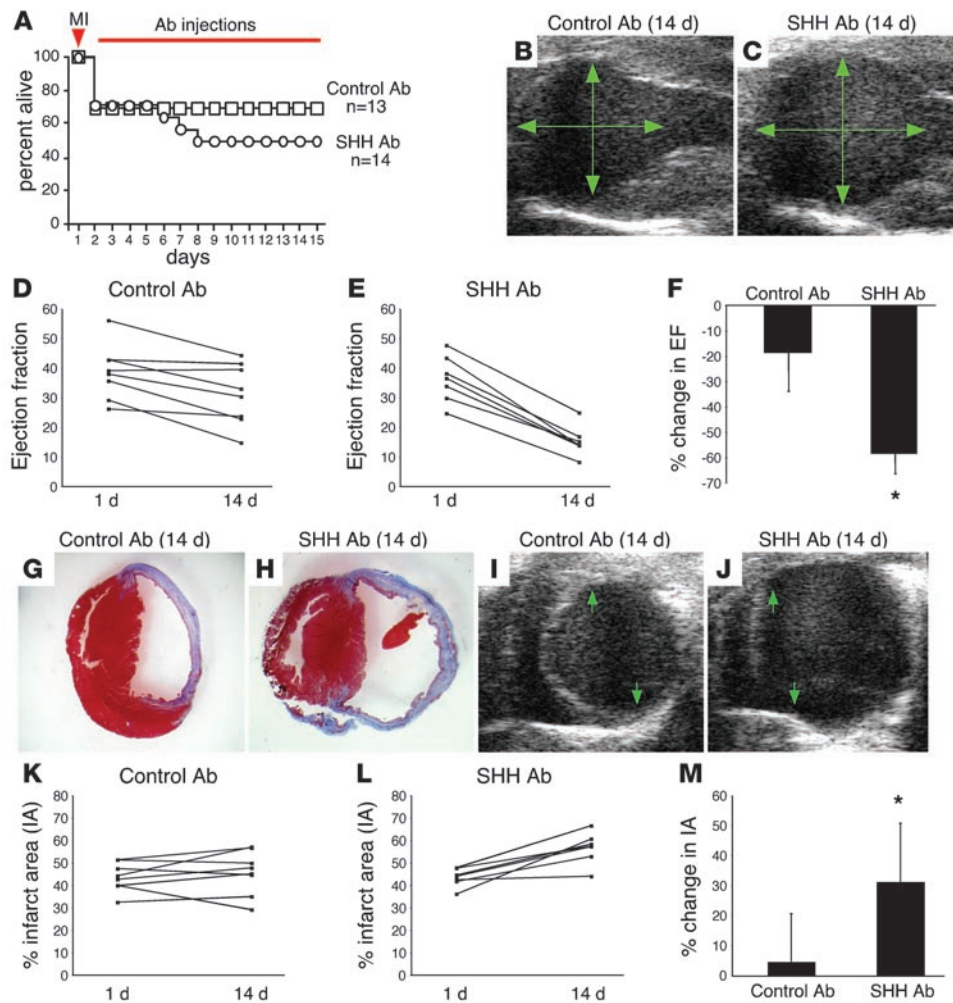 A
MI
Ab injections
percent alive
100
80
60
40
20
0
Control Ab
n=13
SHH Ab
n=14
1 2 3 4 5 6 7 8 9 10 11 12 13 14 15
days
Control Ab (14 d)
SHH Ab (14 d)
B
C
D
Control Ab
Ejection fraction
60
50
40
30
20
10
0
1 d
14 d
E
SHH Ab
Ejection fraction
60
50
40
30
20
10
0
1 d
14 d
F
Control Ab
SHH Ab
% change in EF
0
-10
-20
-30
-40
-50
-60
-70
*
Control Ab (14 d)
SHH Ab (14 d)
Control Ab (14 d)
SHH Ab (14 d)
G
H
I
J
K
Control Ab
% infarct area (IA)
80
70
60
50
40
30
20
10
0
1 d
14 d
L
SHH Ab
% infarct area (IA)
80
70
60
50
40
30
20
10
0
1 d
14 d
M
% change in IA
60
50
40
30
20
10
0
*
Control Ab
SHH Ab